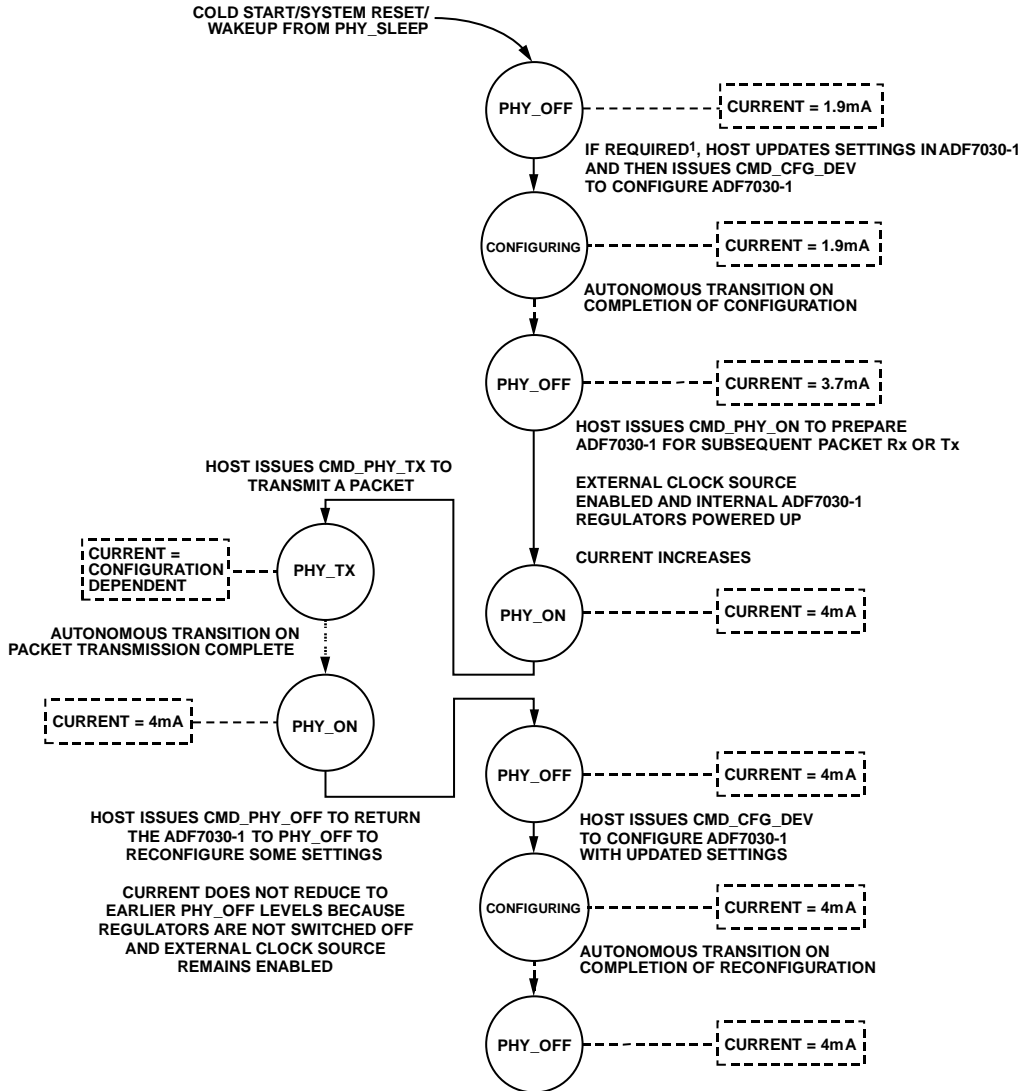 COLD START/SYSTEM RESET/
WAKEUP FROM PHY_SLEEP
PHY_OFF
CURRENT = 1.9mA
IF REQUIRED¹, HOST UPDATES SETTINGS IN ADF7030-1
AND THEN ISSUES CMD_CFG_DEV
TO CONFIGURE ADF7030-1
CONFIGURING
CURRENT = 1.9mA
AUTONOMOUS TRANSITION ON
COMPLETION OF CONFIGURATION
PHY_OFF
CURRENT = 3.7mA
HOST ISSUES CMD_PHY_ON TO PREPARE
ADF7030-1 FOR SUBSEQUENT PACKET Rx OR Tx
EXTERNAL CLOCK SOURCE
ENABLED AND INTERNAL ADF7030-1
REGULATORS POWERED UP
CURRENT INCREASES
PHY_ON
CURRENT = 4mA
HOST ISSUES CMD_PHY_TX TO
TRANSMIT A PACKET
PHY_TX
CURRENT =
CONFIGURATION
DEPENDENT
AUTONOMOUS TRANSITION ON
PACKET TRANSMISSION COMPLETE
PHY_ON
CURRENT = 4mA
HOST ISSUES CMD_PHY_OFF TO RETURN
THE ADF7030-1 TO PHY_OFF TO
RECONFIGURE SOME SETTINGS
CURRENT DOES NOT REDUCE TO
EARLIER PHY_OFF LEVELS BECAUSE
REGULATORS ARE NOT SWITCHED OFF
AND EXTERNAL CLOCK SOURCE
REMAINS ENABLED
PHY_OFF
CURRENT = 4mA
HOST ISSUES CMD_CFG_DEV
TO CONFIGURE ADF7030-1
WITH UPDATED SETTINGS
CONFIGURING
CURRENT = 4mA
AUTONOMOUS TRANSITION ON
COMPLETION OF RECONFIGURATION
PHY_OFF
CURRENT = 4mA